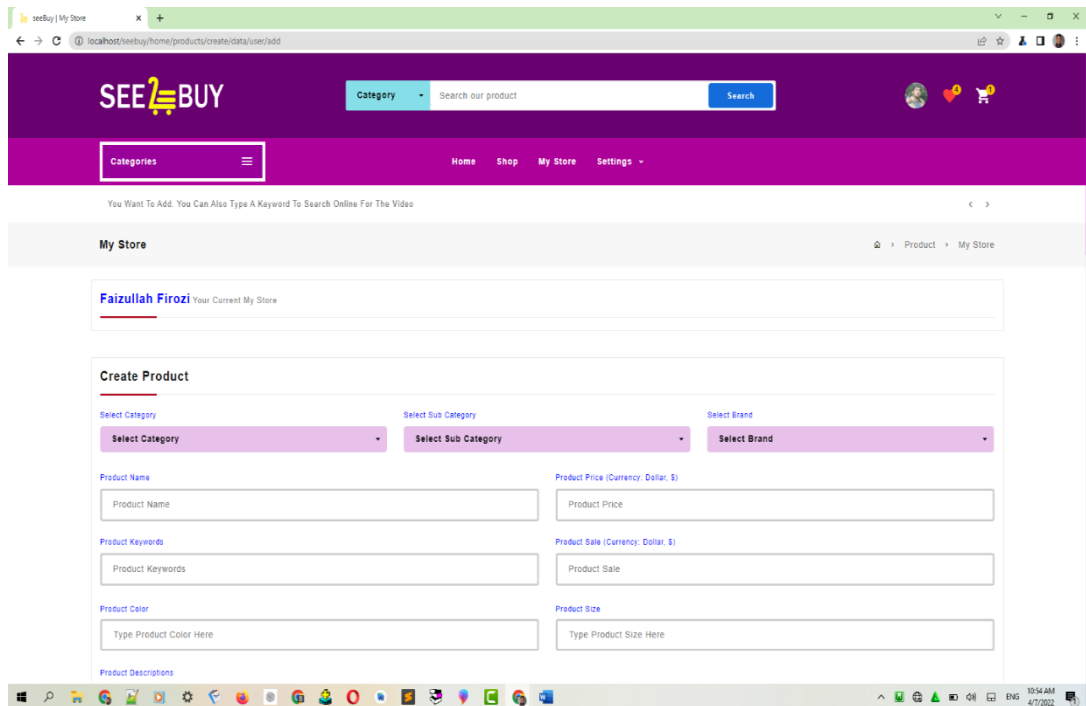 seeBuy | My Store
localhost/seebuy/home/products/create/data/user/add
SEE BUY
Category Search our product Search
4 1
Categories Home Shop My Store Settings
You Want To Add. You Can Also Type A Keyword To Search Online For The Video
My Store Product My Store
Faizullah Firozi Your Current My Store
Create Product
Select Category Select Sub Category Select Brand
Select Category Select Sub Category Select Brand
Product Name Product Price (Currency: Dollar, $)
Product Name Product Price
Product Keywords Product Sale (Currency: Dollar, $)
Product Keywords Product Sale
Product Color Product Size
Type Product Color Here Type Product Size Here
Product Descriptions
ENG 10:54 AM
4/7/2022